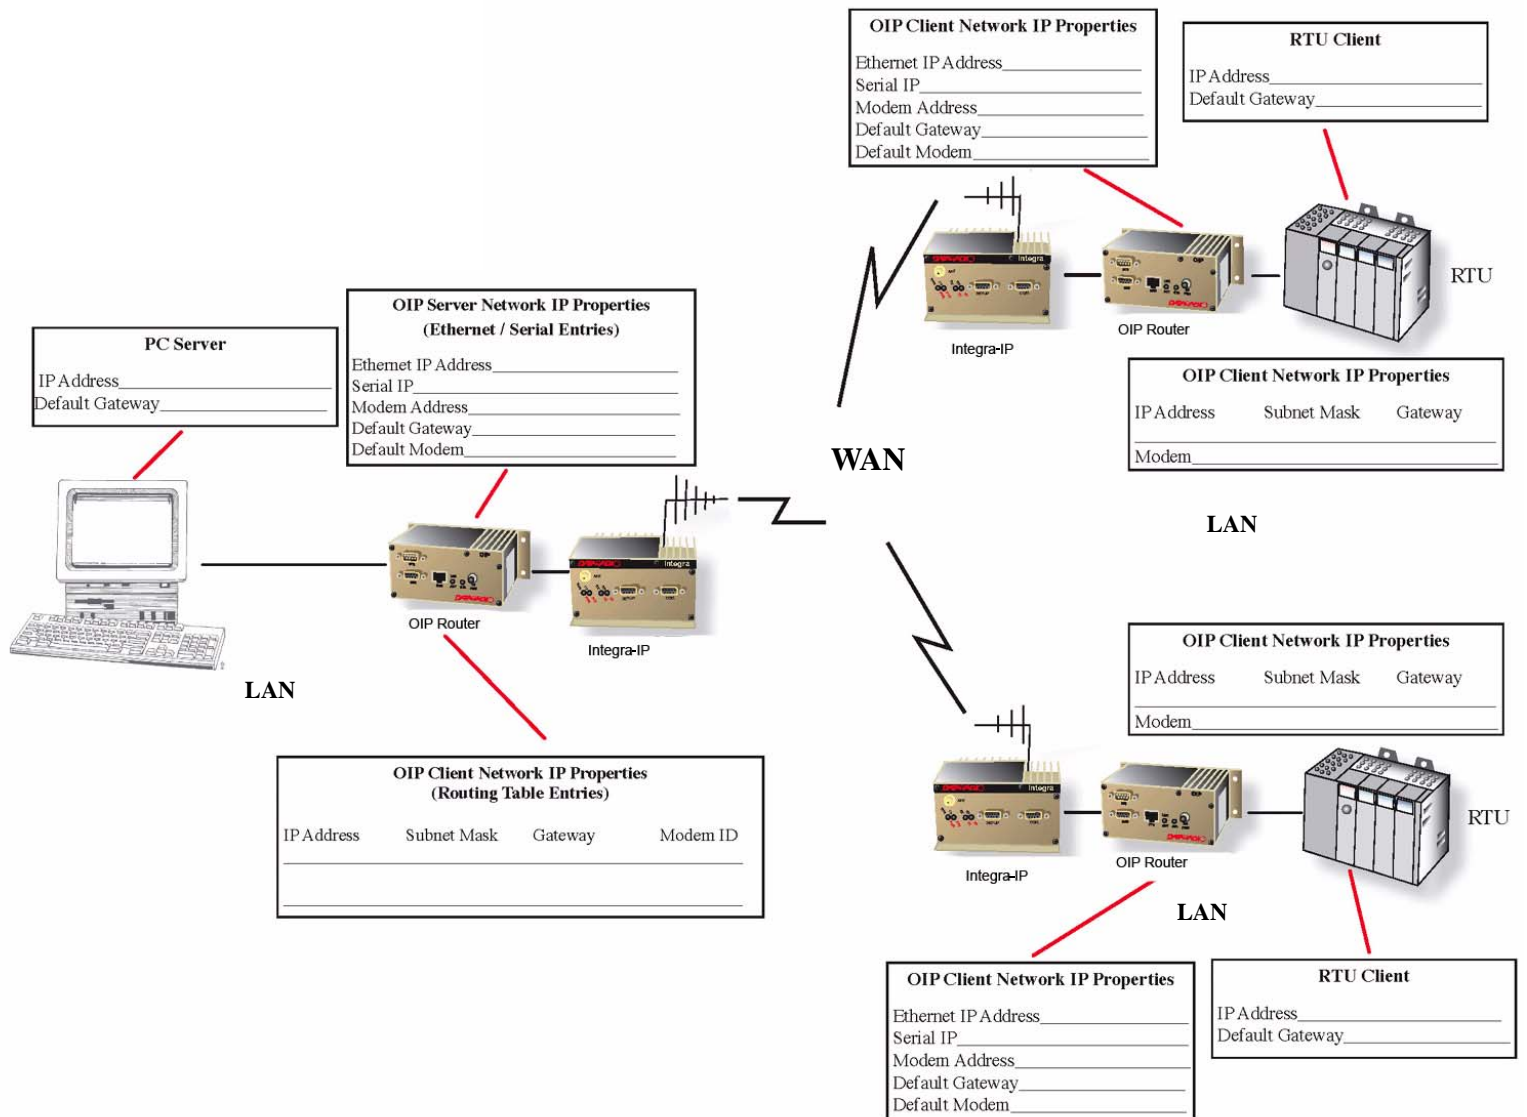 OIP Client Network IP Properties
Ethernet IP Address
Serial IP
Modem Address
Default Gateway
Default Modem
RTU Client
IP Address
Default Gateway
Integra
Integra-IP
OIP
OIP Router
RTU
OIP Client Network IP Properties
IP Address Subnet Mask Gateway
Modem
LAN
PC Server
IP Address
Default Gateway
OIP Server Network IP Properties
(Ethernet / Serial Entries)
Ethernet IP Address
Serial IP
Modem Address
Default Gateway
Default Modem
WAN
OIP
OIP Router
Integra
Integra-IP
LAN
OIP Client Network IP Properties
(Routing Table Entries)
IP Address Subnet Mask Gateway Modem ID
OIP Client Network IP Properties
IP Address Subnet Mask Gateway
Modem
Integra
Integra-IP
OIP Router
RTU
LAN
OIP Client Network IP Properties
Ethernet IP Address
Serial IP
Modem Address
Default Gateway
Default Modem
RTU Client
IP Address
Default Gateway